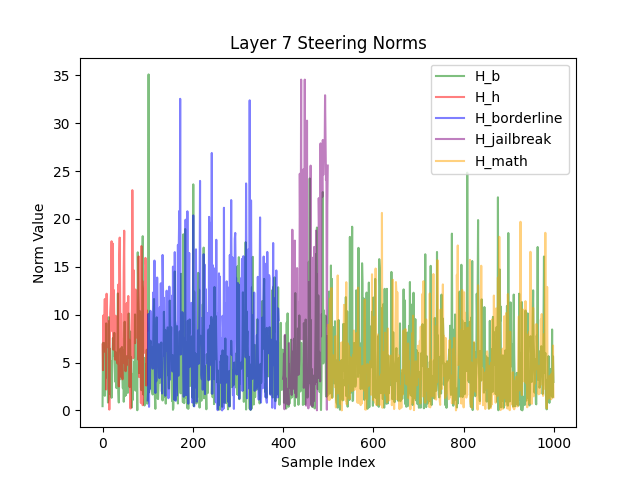 Layer 7 Steering Norms
H_b
H_h
H_borderline
H_jailbreak
H_math
Norm Value
35
30
25
20
15
10
5
0
0 200 400 600 800 1000
Sample Index